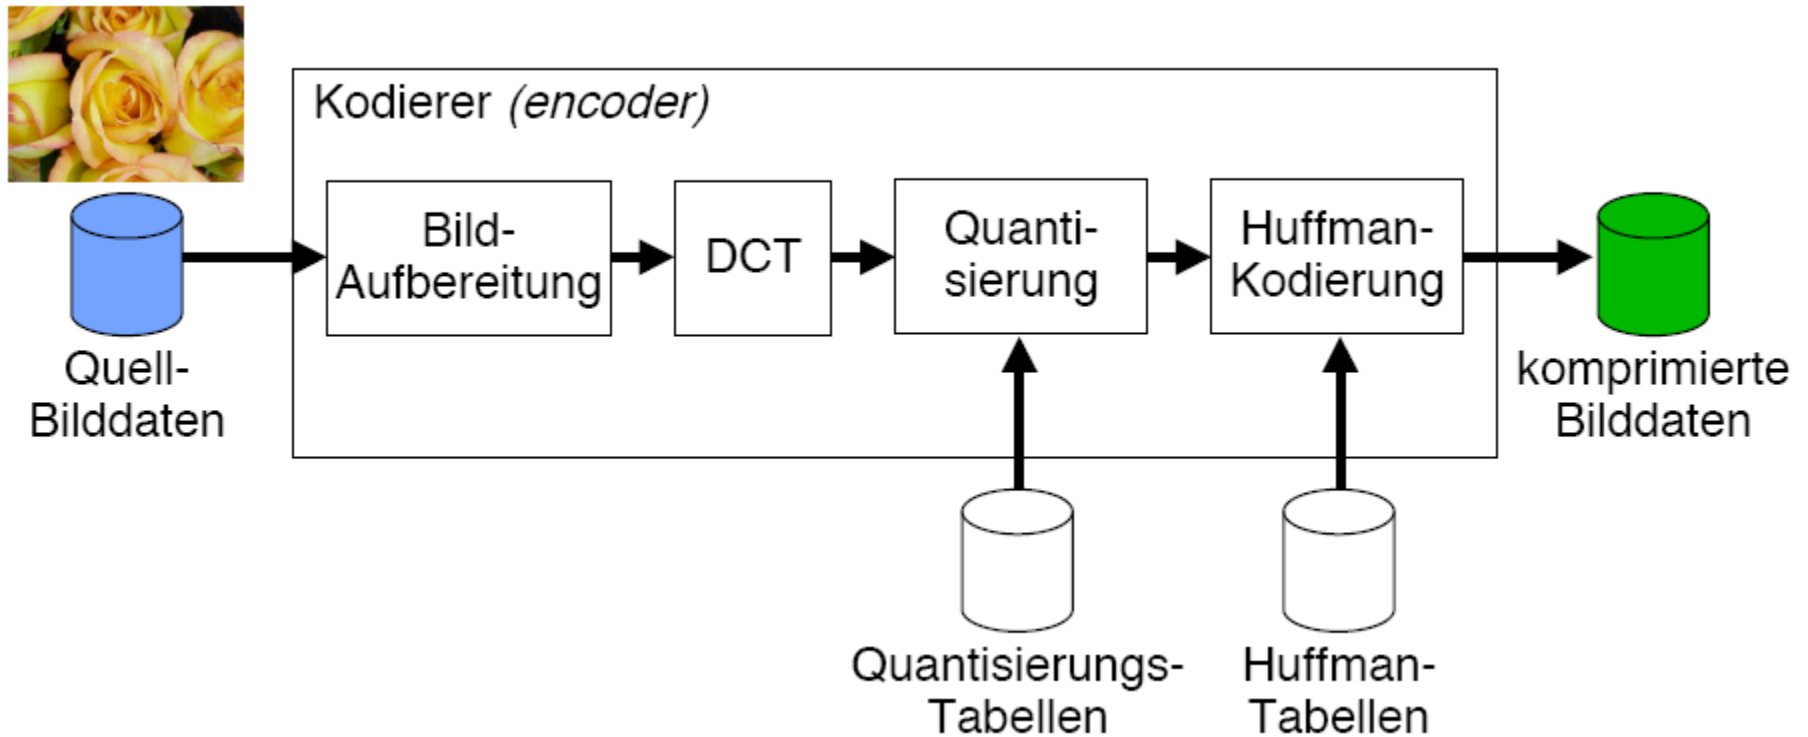 Kodierer (encoder)
Bild-
Aufbereitung
DCT
Quanti-
sierung
Huffman-
Kodierung
Quell-
Bilddaten
komprimierte
Bilddaten
Quantisierungs-
Tabellen
Huffman-
Tabellen